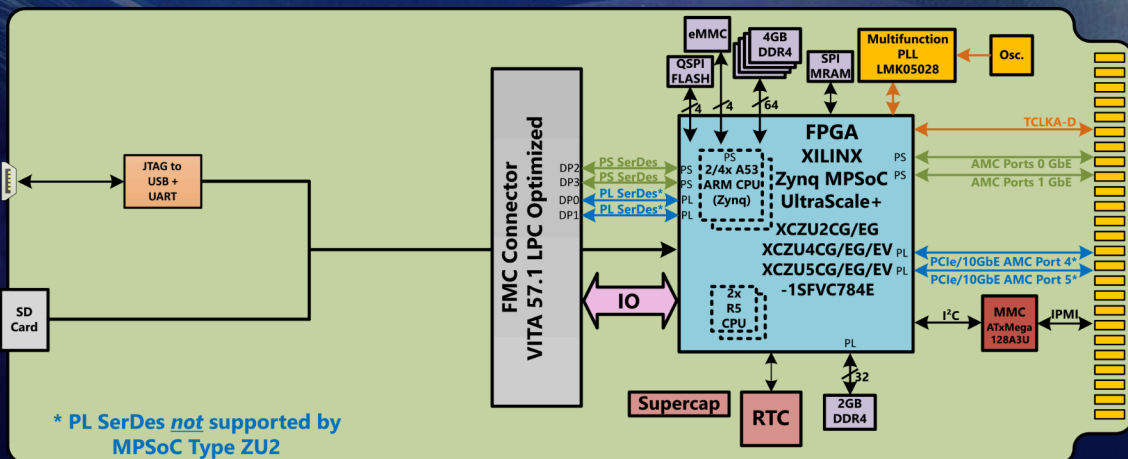 eMMC
4GB
DDR4
QSPI
FLASH
SPI
MRAM
Multifunction
PLL
LMK05028
Osc.
4
4
64
FMC Connector
VITA 57.1 LPC Optimized
JTAG to
USB +
UART
SD
Card
DP2
DP3
DP0
DP1
PS SerDes
PS SerDes
PL SerDes*
PL SerDes*
IO
PS
PS
PL
PL
FPGA
XILINX
Zynq MPSoC
UltraScale+
XCZU2CG/EG
XCZU4CG/EG/EV
XCZU5CG/EG/EV
-1SFVC784E
PS
2/4x A53
ARM CPU
(Zynq)
2x
R5
CPU
PS
PS
PL
PL
PL
TCLKA-D
AMC Ports 0 GbE
AMC Ports 1 GbE
PCIe/10GbE AMC Port 4*
PCIe/10GbE AMC Port 5*
I²C
MMC
ATxMega
128A3U
IPMI
Supercap
RTC
32
2GB
DDR4
* PL SerDes not supported by
MPSoC Type ZU2